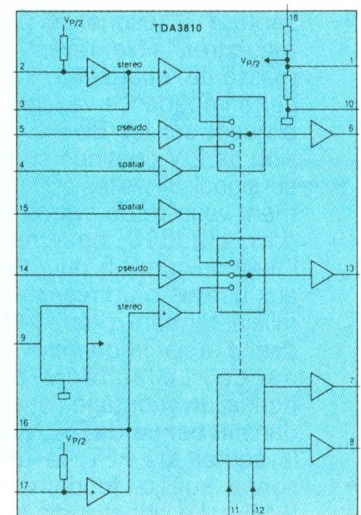 TDA3810
18
VP/2
2
stereo
VP/2
1
3
10
5
pseudo
6
4
spatial
15
spatial
14
pseudo
13
stereo
9
7
16
8
VP/2
17
11
12